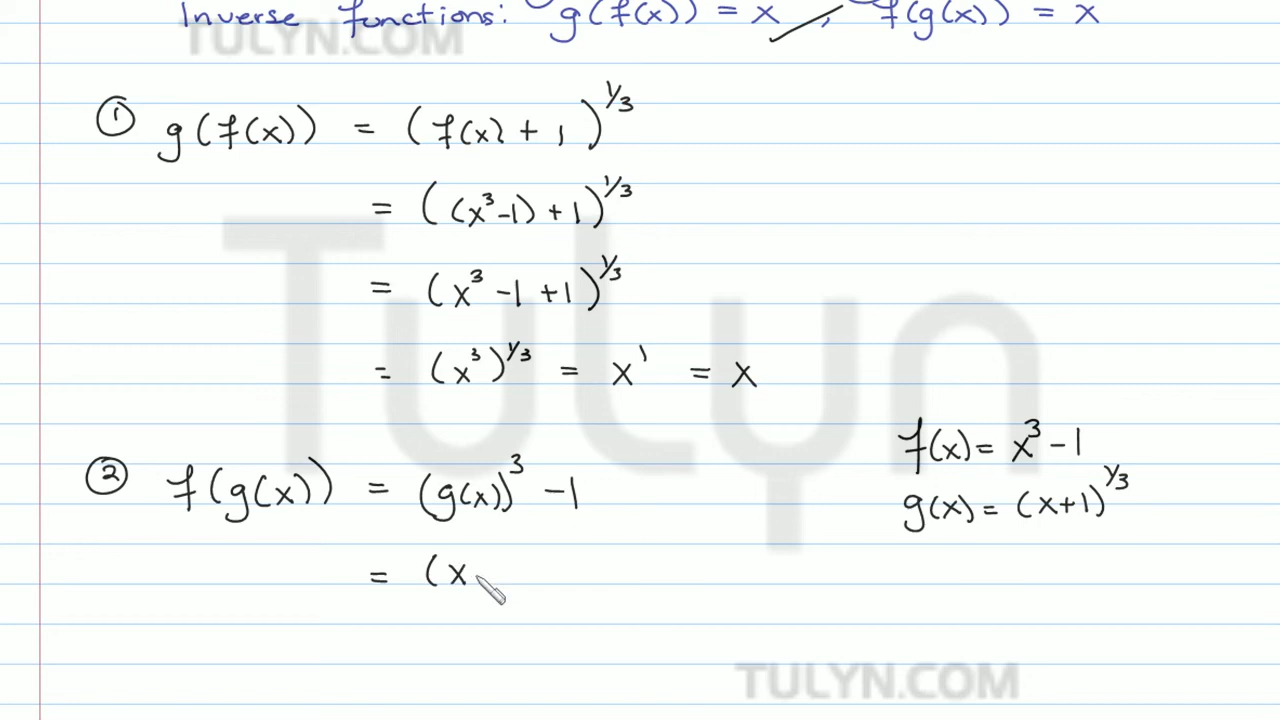 Inverse functions: g(f(x)) = x , f(g(x)) = x
TULYN.COM
① g(f(x)) = (f(x) + 1)^1/3
= ((x³-1) + 1)^1/3
= (x³ -1 +1)^1/3
= (x³)^1/3 = x¹ = x
Tulyn
f(x) = x³ - 1
② f(g(x)) = (g(x))³ - 1
g(x) = (x+1)^1/3
= (x
TULYN.COM